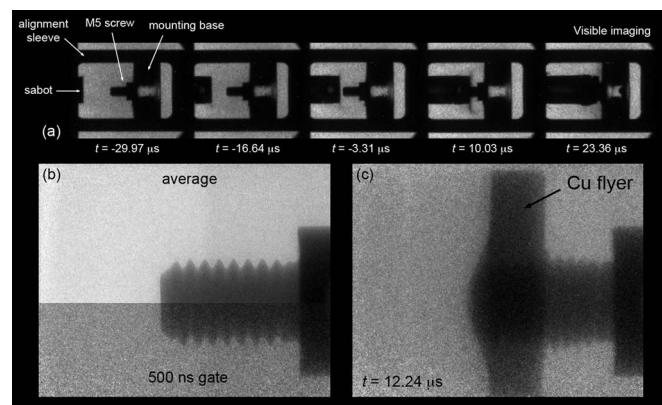 alignment
sleeve
M5 screw
mounting base
Visible imaging
sabot
(a)
t = -29.97 μs
t = -16.64 μs
t = -3.31 μs
t = 10.03 μs
t = 23.36 μs
(b)
average
500 ns gate
(c)
Cu flyer
t = 12.24 μs